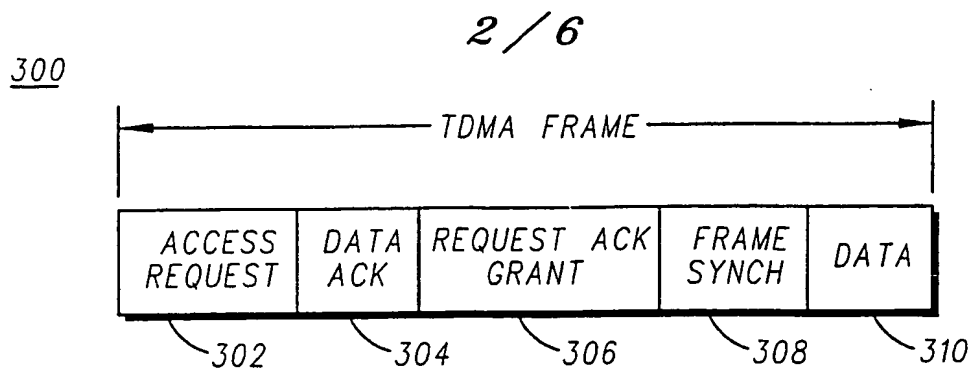 2/6
300
TDMA FRAME
ACCESS REQUEST
DATA ACK
REQUEST ACK GRANT
FRAME SYNCH
DATA
302
304
306
308
310